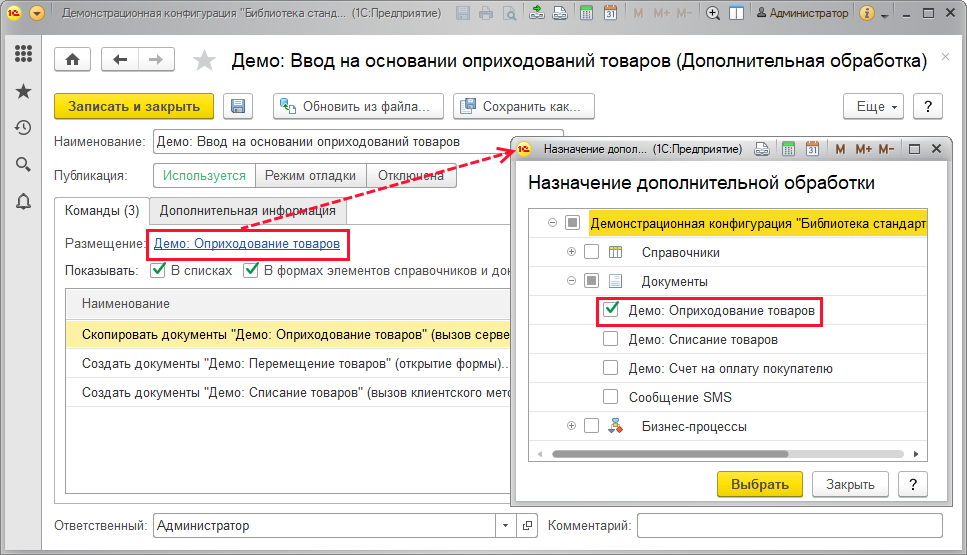 Демонстрационная конфигурация "Библиотека станд... (1С:Предприятие)
M M+ M-
Администратор
Демо: Ввод на основании оприходований товаров (Дополнительная обработка)
Записать и закрыть
Обновить из файла...
Сохранить как...
Еще
?
Наименование: Демо: Ввод на основании оприходований товаров
Публикация: Используется Режим отладки Отключена
Команды (3) Дополнительная информация
Размещение: Демо: Оприходование товаров
Показывать: В списках В формах элементов справочников и док
Наименование
Скопировать документы "Демо: Оприходование товаров" (вызов серве
Создать документы "Демо: Перемещение товаров" (открытие формы)...
Создать документы "Демо: Списание товаров" (вызов клиентского мето
Ответственный: Администратор
Комментарий:
Назначение допол... (1С:Предприятие)
M M+ M-
Назначение дополнительной обработки
Демонстрационная конфигурация "Библиотека стандарт
Справочники
Документы
Демо: Оприходование товаров
Демо: Списание товаров
Демо: Счет на оплату покупателю
Сообщение SMS
Бизнес-процессы
Выбрать
Закрыть
?